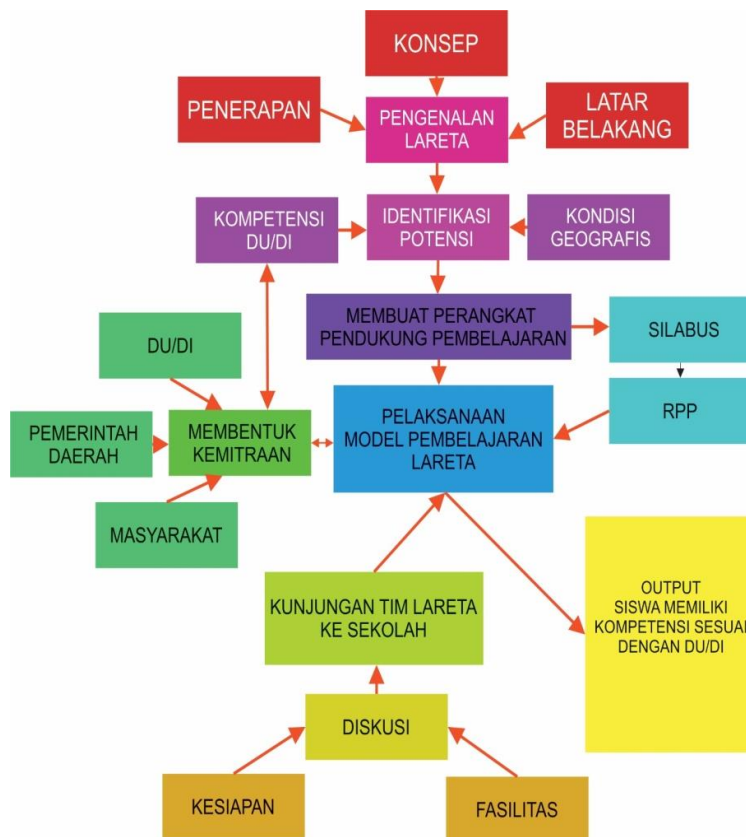 KONSEP
PENERAPAN
PENGENALAN
LARETA
LATAR
BELAKANG
KOMPETENSI
DU/DI
IDENTIFIKASI
POTENSI
KONDISI
GEOGRAFIS
MEMBUAT PERANGKAT
PENDUKUNG PEMBELAJARAN
SILABUS
DU/DI
RPP
PEMERINTAH
DAERAH
MEMBENTUK
KEMITRAAN
PELAKSANAAN
MODEL PEMBELAJARAN
LARETA
MASYARAKAT
KUNJUNGAN TIM LARETA
KE SEKOLAH
OUTPUT
SISWA MEMILIKI
KOMPETENSI SESUAI
DENGAN DU/DI
DISKUSI
KESIAPAN
FASILITAS